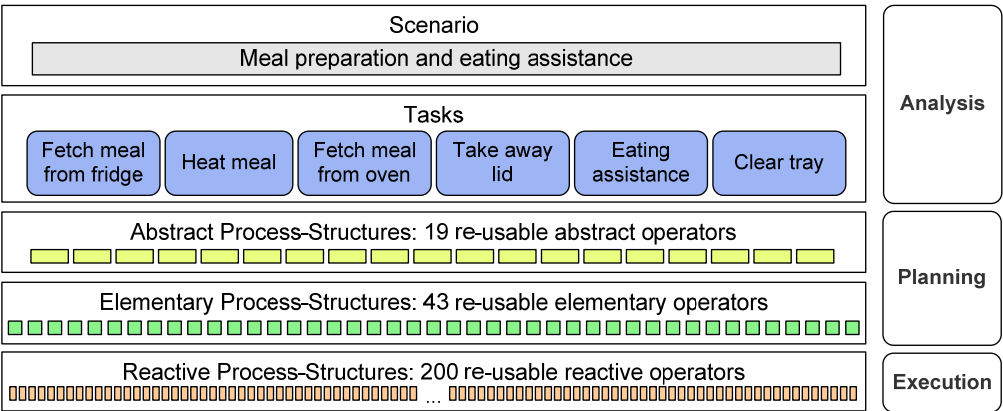 Scenario
Meal preparation and eating assistance
Analysis
Tasks
Fetch meal
from fridge
Heat meal
Fetch meal
from oven
Take away
lid
Eating
assistance
Clear tray
Abstract Process-Structures: 19 re-usable abstract operators
Planning
Elementary Process-Structures: 43 re-usable elementary operators
Reactive Process-Structures: 200 re-usable reactive operators
...
Execution